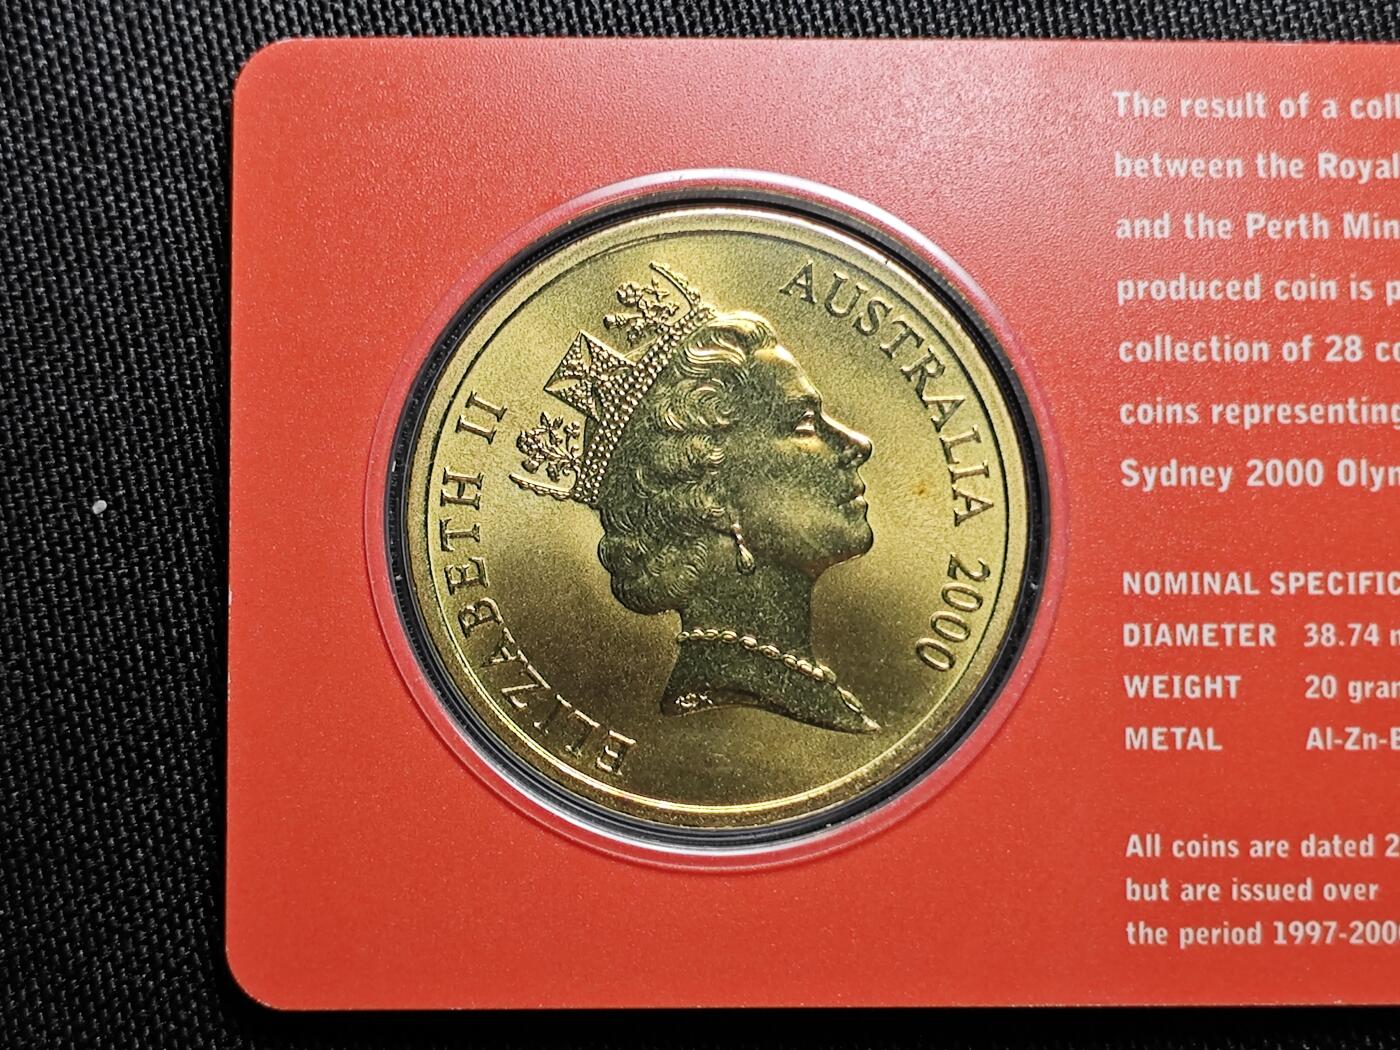 ELIZABETH II
AUSTRALIA 2000
The result of a coll
between the Royal
and the Perth Min
produced coin is p
collection of 28 co
coins representing
Sydney 2000 Olyn
NOMINAL SPECIFIC
DIAMETER 38.74
WEIGHT 20 gran
METAL Al-Zn-B
All coins are dated 2
but are issued over
the period 1997-200